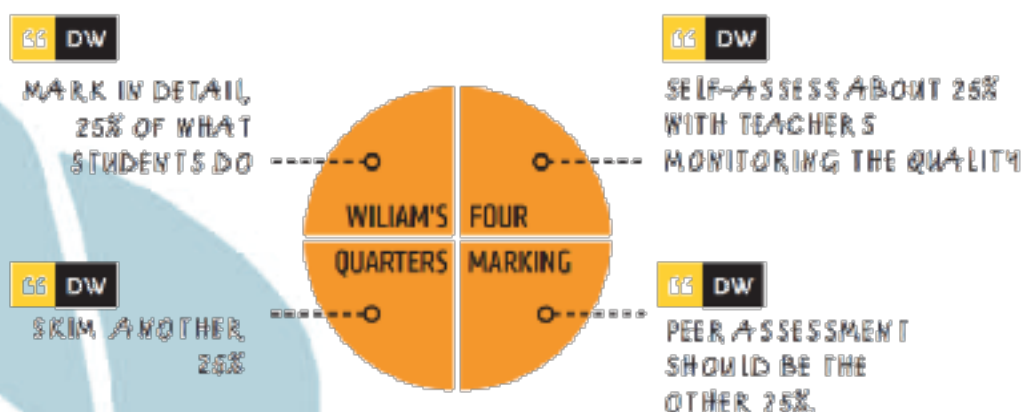 DW
MARK IN DETAIL,
25% OF WHAT
STUDENTS DO
DW
SELF-ASSESS ABOUT 25%
WITH TEACHERS
MONITORING THE QUALITY
WILIAM'S FOUR
QUARTERS MARKING
DW
SKIM ANOTHER
25%
DW
PEER ASSESSMENT
SHOULD BE THE
OTHER 25%.